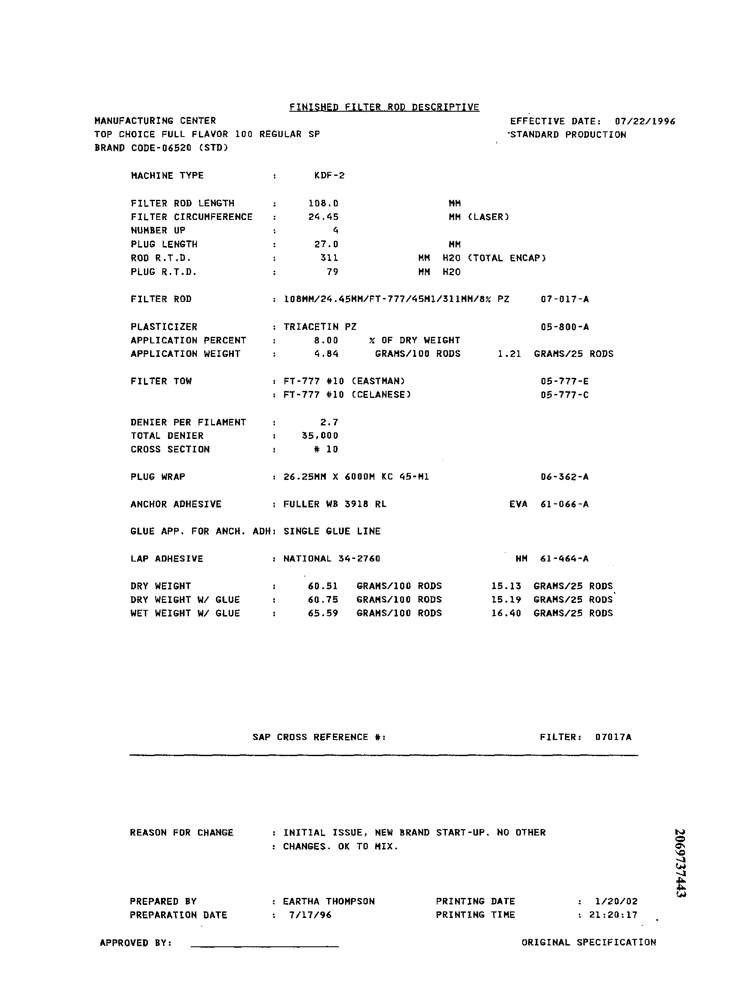 FINISHED FILTER ROD DESCRIPTIVE
MANUFACTURING CENTER EFFECTIVE DATE: 07/22/1996
TOP CHOICE FULL FLAVOR 100 REGULAR SP STANDARD PRODUCTION
BRAND CODE-06520 (STD)
MACHINE TYPE : KDF-2
FILTER ROD LENGTH : 108.0 MM
FILTER CIRCUMFERENCE : 24.45 MM (LASER)
NUMBER UP : 4
PLUG LENGTH : 27.0 MM
ROD R.T.D. : 311 MM H2O (TOTAL ENCAP)
PLUG R.T.D. : 79 MM H2O
FILTER ROD : 108MM/24.45MM/FT-777/45M1/311MM/8% PZ 07-017-A
PLASTICIZER : TRIACETIN PZ 05-800-A
APPLICATION PERCENT : 8.00 % OF DRY WEIGHT
APPLICATION WEIGHT : 4.84 GRAMS/100 RODS 1.21 GRAMS/25 RODS
FILTER TOW : FT-777 #10 (EASTMAN) 05-777-E
: FT-777 #10 (CELANESE) 05-777-C
DENIER PER FILAMENT : 2.7
TOTAL DENIER : 35,000
CROSS SECTION : # 10
PLUG WRAP : 26.25MM X 6000M KC 45-M1 06-362-A
ANCHOR ADHESIVE : FULLER WB 3918 RL EVA 61-066-A
GLUE APP. FOR ANCH. ADH: SINGLE GLUE LINE
LAP ADHESIVE : NATIONAL 34-2760 HM 61-464-A
DRY WEIGHT : 60.51 GRAMS/100 RODS 15.13 GRAMS/25 RODS
DRY WEIGHT W/ GLUE : 60.75 GRAMS/100 RODS 15.19 GRAMS/25 RODS
WET WEIGHT W/ GLUE : 65.59 GRAMS/100 RODS 16.40 GRAMS/25 RODS
SAP CROSS REFERENCE #: FILTER: 07017A
REASON FOR CHANGE : INITIAL ISSUE, NEW BRAND START-UP. NO OTHER
: CHANGES. OK TO MIX.
2069737443
PREPARED BY : EARTHA THOMPSON PRINTING DATE : 1/20/02
PREPARATION DATE : 7/17/96 PRINTING TIME : 21:20:17
APPROVED BY: ORIGINAL SPECIFICATION